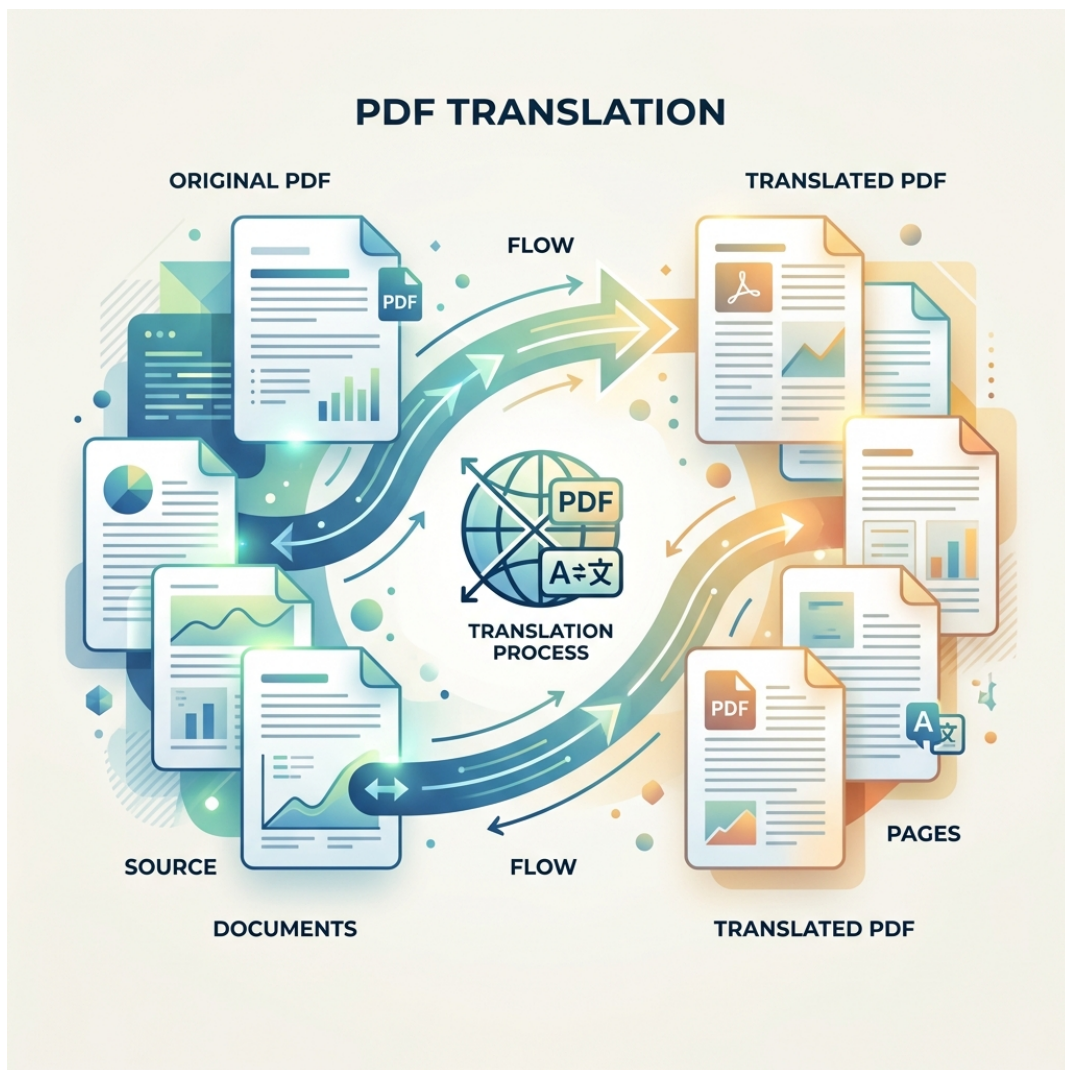 PDF TRANSLATION
ORIGINAL PDF
TRANSLATED PDF
FLOW
PDF
PDF
A⇄文
TRANSLATION
PROCESS
PDF
A文
PAGES
SOURCE
FLOW
DOCUMENTS
TRANSLATED PDF